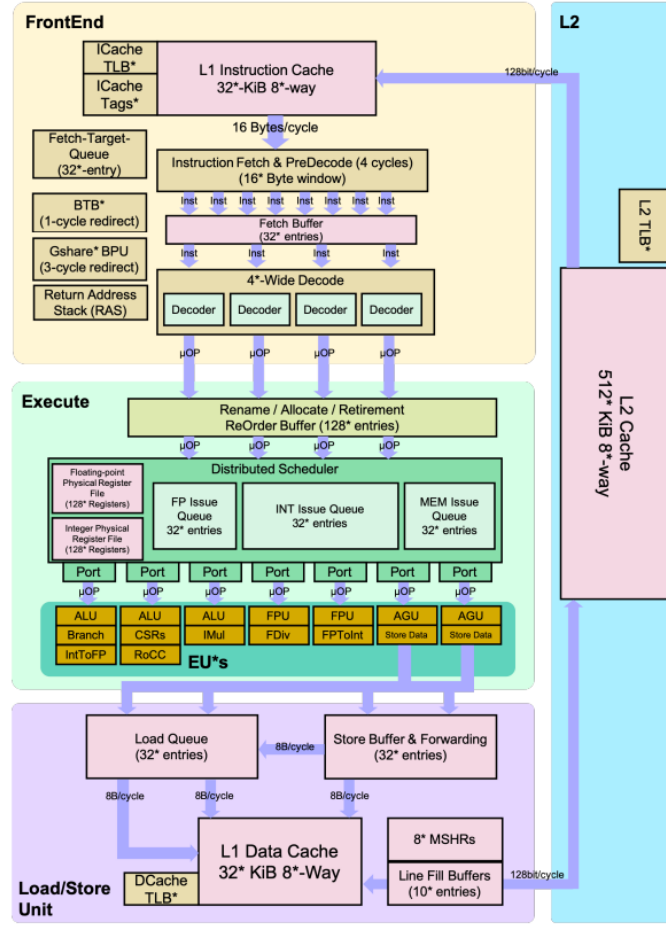 FrontEnd
L2
ICache
TLB*
ICache
Tags*
L1 Instruction Cache
32*-KiB 8*-way
128bit/cycle
16 Bytes/cycle
Fetch-Target-
Queue
(32*-entry)
Instruction Fetch & PreDecode (4 cycles)
(16* Byte window)
Inst Inst Inst Inst Inst Inst Inst Inst
BTB*
(1-cycle redirect)
Fetch Buffer
(32* entries)
L2 TLB*
Gshare* BPU
(3-cycle redirect)
Inst Inst Inst Inst
4*-Wide Decode
Return Address
Stack (RAS)
Decoder Decoder Decoder Decoder
µOP µOP µOP µOP
Execute
Rename / Allocate / Retirement
ReOrder Buffer (128* entries)
µOP µOP µOP µOP
L2 Cache
512* KiB 8*-way
Distributed Scheduler
Floating-point
Physical Register
File
(128* Registers)
Integer Physical
Register File
(128* Registers)
FP Issue
Queue
32* entries
INT Issue Queue
32* entries
MEM Issue
Queue
32* entries
Port Port Port Port Port Port Port
µOP µOP µOP µOP µOP µOP µOP
ALU ALU ALU FPU FPU AGU AGU
Branch CSRs IMul FDiv FPToInt Store Data Store Data
IntToFP RoCC
EU*s
Load Queue
(32* entries)
8B/cycle
Store Buffer & Forwarding
(32* entries)
8B/cycle 8B/cycle 8B/cycle
L1 Data Cache
32* KiB 8*-Way
8* MSHRs
Line Fill Buffers
(10* entries)
128bit/cycle
DCache
TLB*
Load/Store
Unit